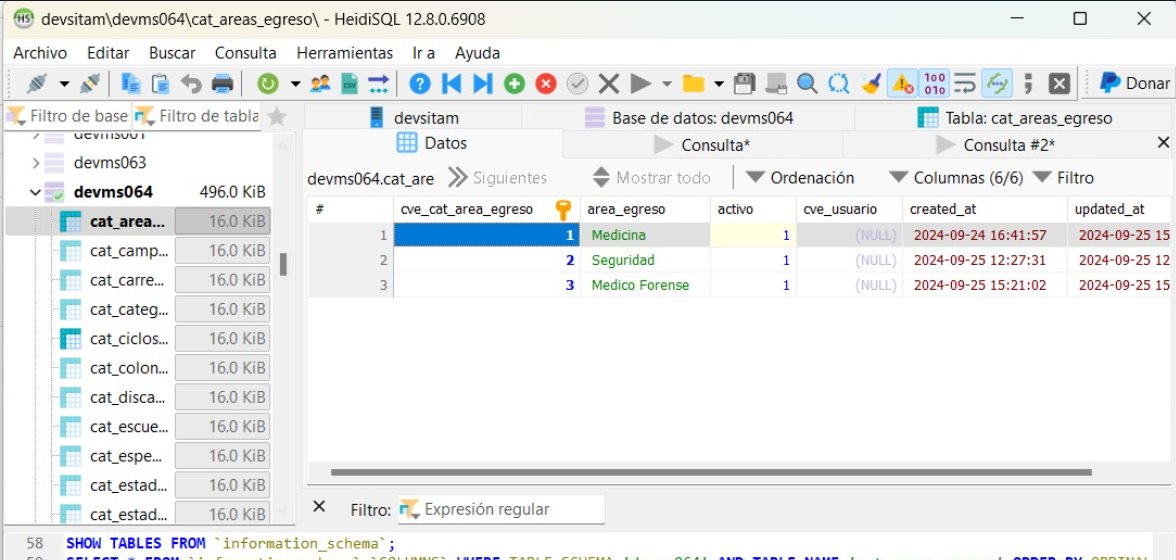 devsitam\devms064\cat_areas_egreso\ - HeidiSQL 12.8.0.6908
Archivo Editar Buscar Consulta Herramientas Ir a Ayuda
Donar
Filtro de base Filtro de tabla
devms061
devms063
devms064 496.0 KiB
cat_area... 16.0 KiB
cat_camp... 16.0 KiB
cat_carre... 16.0 KiB
cat_categ... 16.0 KiB
cat_ciclos... 16.0 KiB
cat_colon... 16.0 KiB
cat_disca... 16.0 KiB
cat_escue... 16.0 KiB
cat_espe... 16.0 KiB
cat_estad... 16.0 KiB
cat_estad... 16.0 KiB
devsitam Base de datos: devms064 Tabla: cat_areas_egreso
Datos Consulta* Consulta #2*
devms064.cat_are Siguientes Mostrar todo Ordenación Columnas (6/6) Filtro
# cve_cat_area_egreso area_egreso activo cve_usuario created_at updated_at
1 1 Medicina 1 (NULL) 2024-09-24 16:41:57 2024-09-25 15
2 2 Seguridad 1 (NULL) 2024-09-25 12:27:31 2024-09-25 12
3 3 Medico Forense 1 (NULL) 2024-09-25 15:21:02 2024-09-25 15
Filtro: Expresión regular
58 SHOW TABLES FROM `information_schema`;